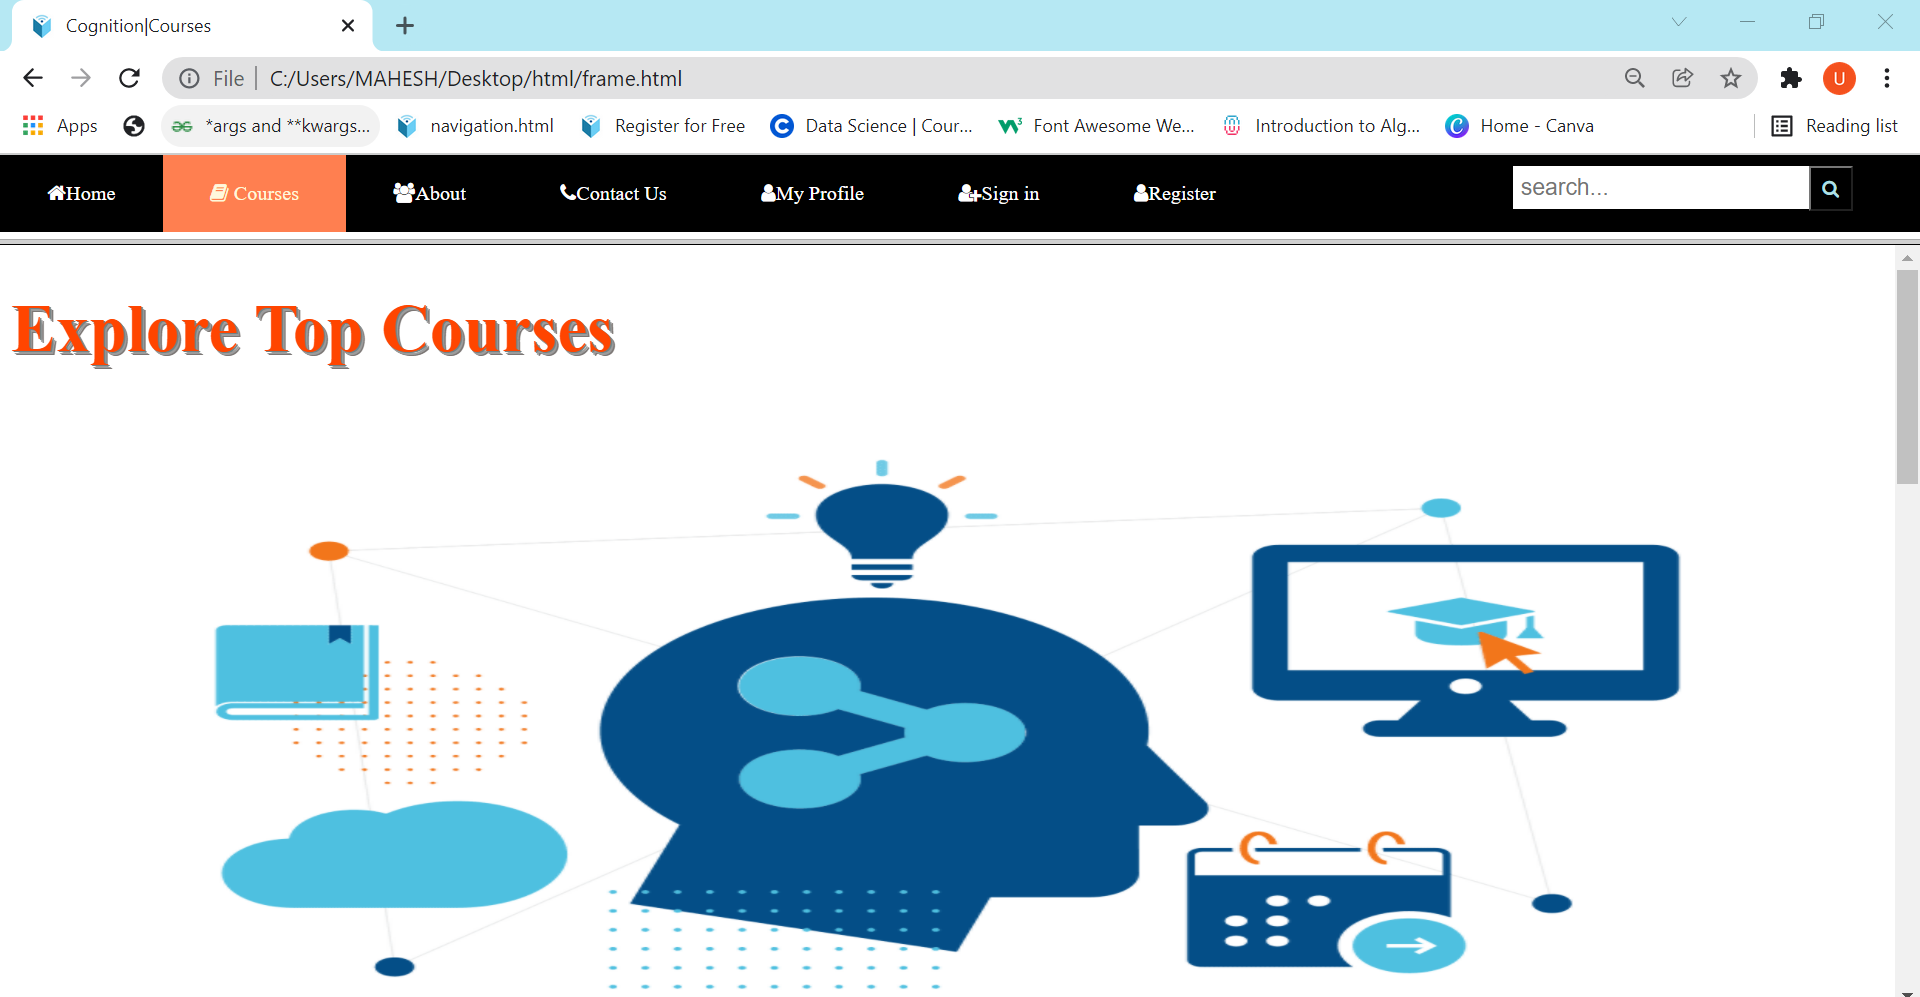 Cognition|Courses
File C:/Users/MAHESH/Desktop/html/frame.html U
Apps *args and **kwargs... navigation.html Register for Free Data Science | Cour... Font Awesome We... Introduction to Alg... Home - Canva Reading list
Home Courses About Contact Us My Profile Sign in Register search...
Explore Top Courses